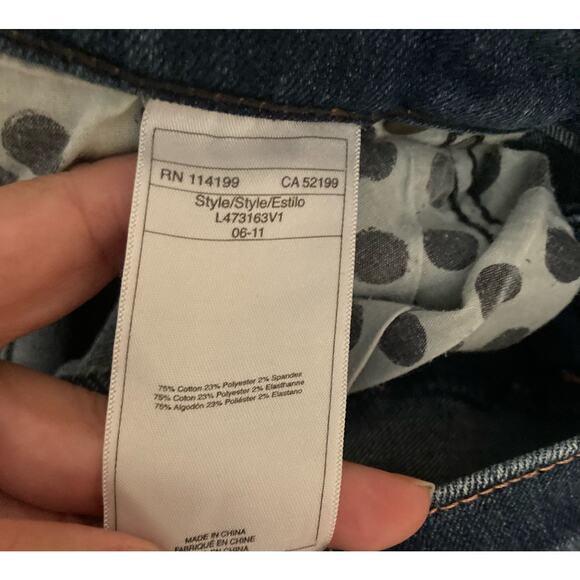 RN 114199 CA 52199
Style/Style/Estilo
L473163V1
06-11
75% Cotton 23% Polyester 2% Spandex
75% Coton 23% Polyester 2% Elasthanne
75% Algodón 23% Poliéster 2% Elastano
MADE IN CHINA
FABRIQUÉ EN CHINE